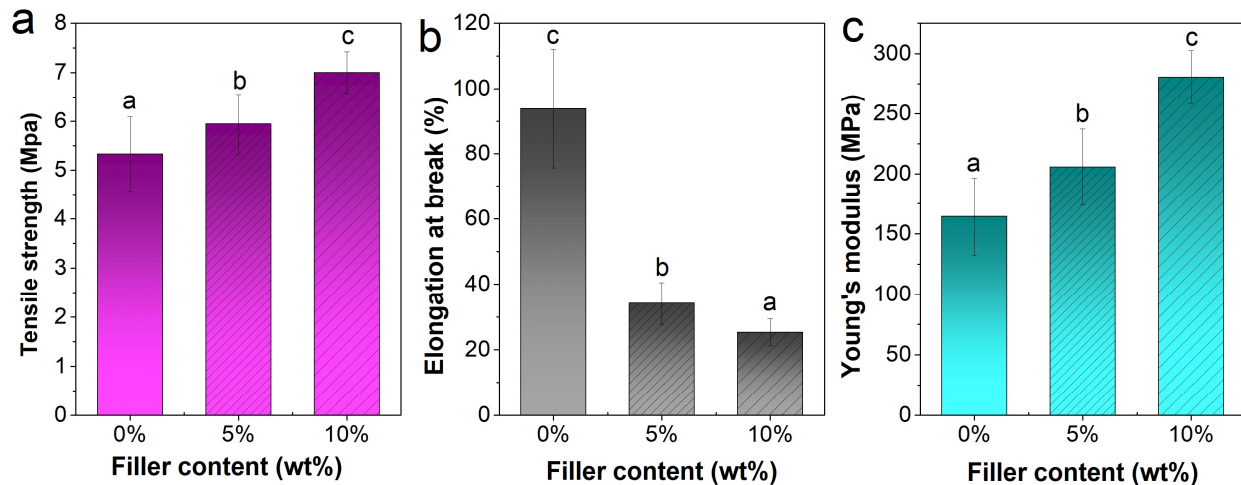 a
Tensile strength (Mpa)
8
7
6
5
4
3
2
1
0
a
b
c
0% 5% 10%
Filler content (wt%)
b
Elongation at break (%)
120
100
80
60
40
20
0
c
b
a
0% 5% 10%
Filler content (wt%)
c
Young's modulus (MPa)
300
250
200
150
100
50
0
a
b
c
0% 5% 10%
Filler content (wt%)